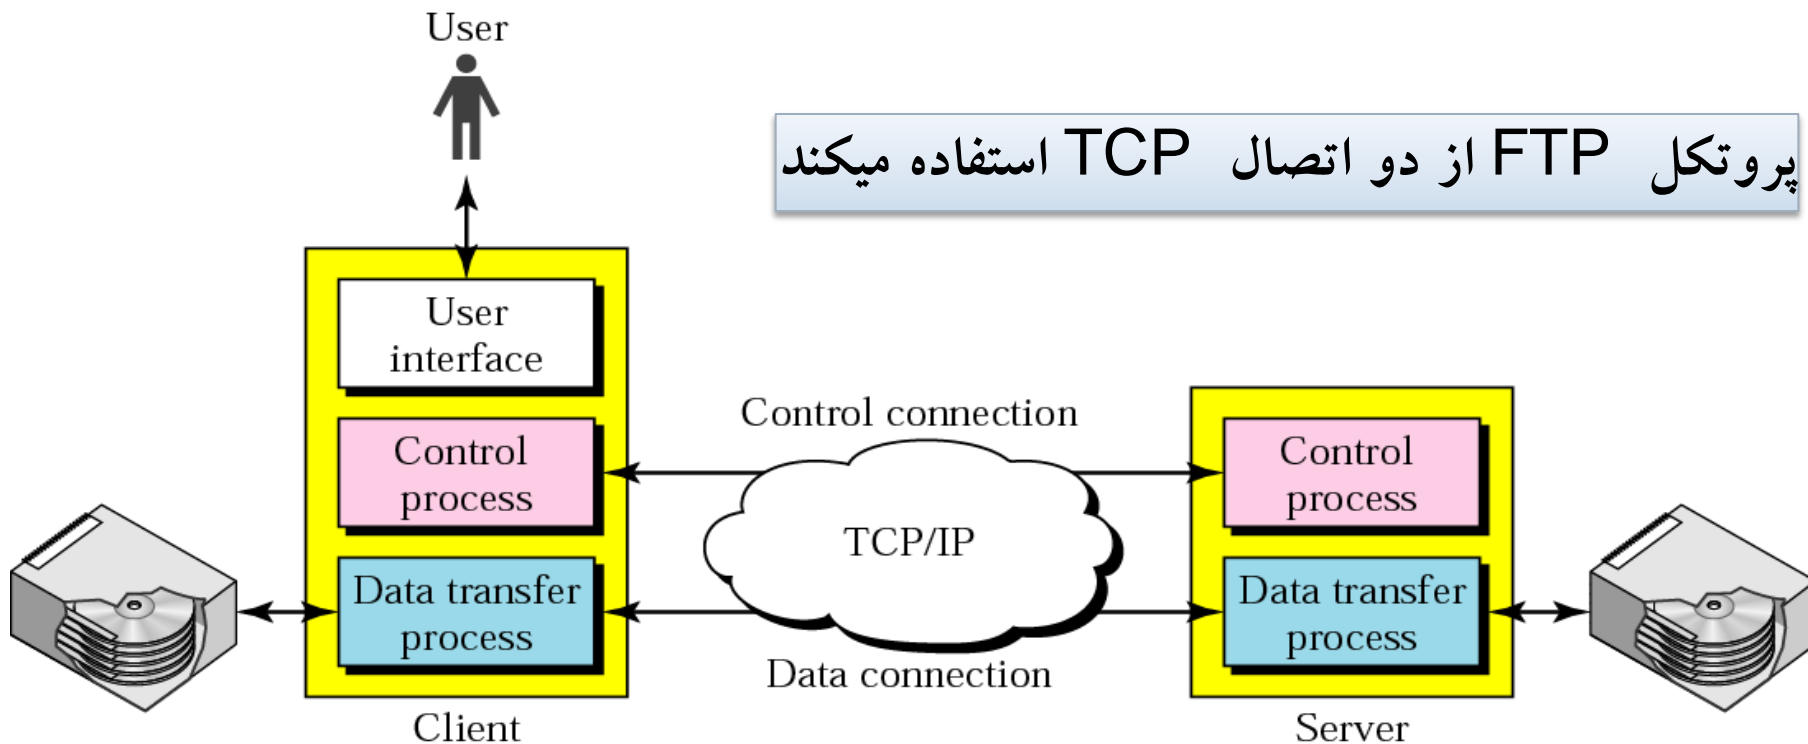 User
پروتکل FTP از دو اتصال TCP استفاده میکند
User
interface
Control connection
Control
process
Control
process
TCP/IP
Data transfer
process
Data transfer
process
Data connection
Client
Server